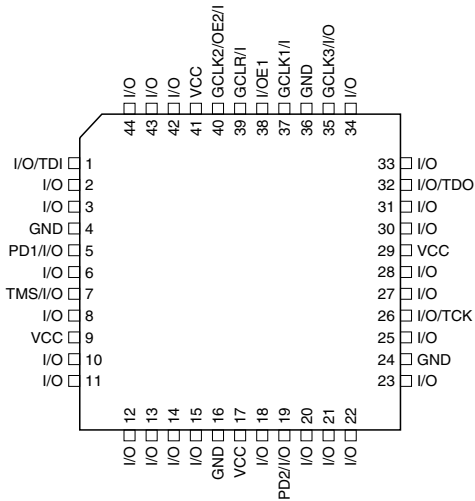 I/O
I/O
I/O
VCC
GCLK2/OE2/I
GCLR/I
I/OE1
GCLK1/I
GND
GCLK3/I/O
I/O
44
43
42
41
40
39
38
37
36
35
34
I/O/TDI 1
I/O 2
I/O 3
GND 4
PD1/I/O 5
I/O 6
TMS/I/O 7
I/O 8
VCC 9
I/O 10
I/O 11
33 I/O
32 I/O/TDO
31 I/O
30 I/O
29 VCC
28 I/O
27 I/O
26 I/O/TCK
25 I/O
24 GND
23 I/O
12
13
14
15
16
17
18
19
20
21
22
I/O
I/O
I/O
I/O
GND
VCC
I/O
PD2/I/O
I/O
I/O
I/O